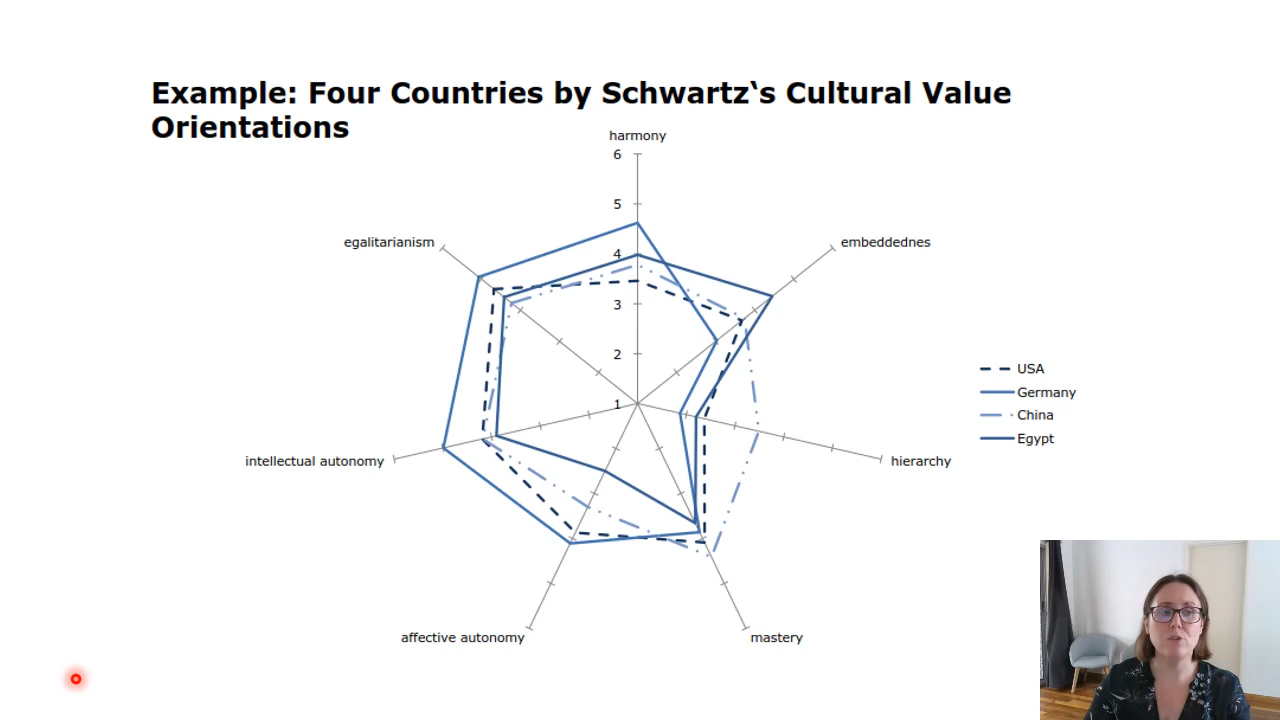 Example: Four Countries by Schwartz‘s Cultural Value
Orientations
harmony
6
5
4
3
2
1
egalitarianism
embeddednes
intellectual autonomy
hierarchy
affective autonomy
mastery
USA
Germany
China
Egypt